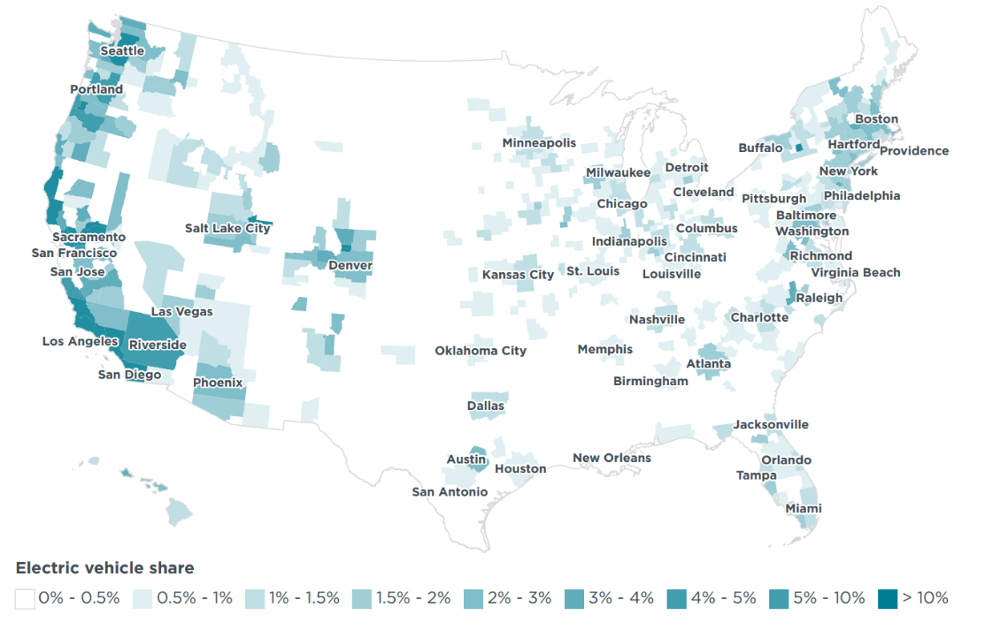 Seattle
Portland
Boston
Minneapolis
Buffalo
Hartford
Providence
Milwaukee
Detroit
New York
Cleveland
Pittsburgh
Philadelphia
Chicago
Baltimore
Salt Lake City
Columbus
Washington
Sacramento
Indianapolis
San Francisco
Cincinnati
Richmond
Denver
San Jose
Kansas City
St. Louis
Louisville
Virginia Beach
Raleigh
Las Vegas
Nashville
Charlotte
Los Angeles
Riverside
Oklahoma City
Memphis
Atlanta
San Diego
Phoenix
Birmingham
Dallas
Jacksonville
Austin
Houston
New Orleans
Orlando
Tampa
San Antonio
Miami
Electric vehicle share
0% - 0.5%
0.5% - 1%
1% - 1.5%
1.5% - 2%
2% - 3%
3% - 4%
4% - 5%
5% - 10%
> 10%